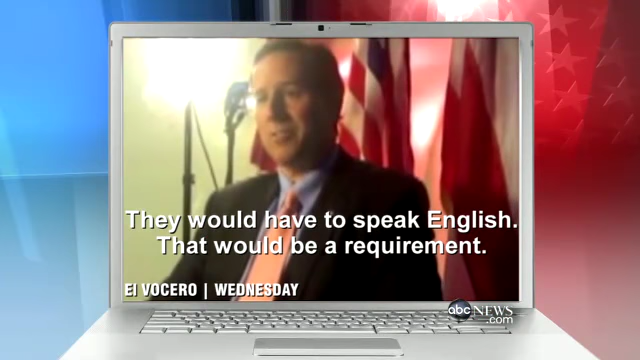 They would have to speak English.
That would be a requirement.
El VOCERO | WEDNESDAY
abc NEWS
.com